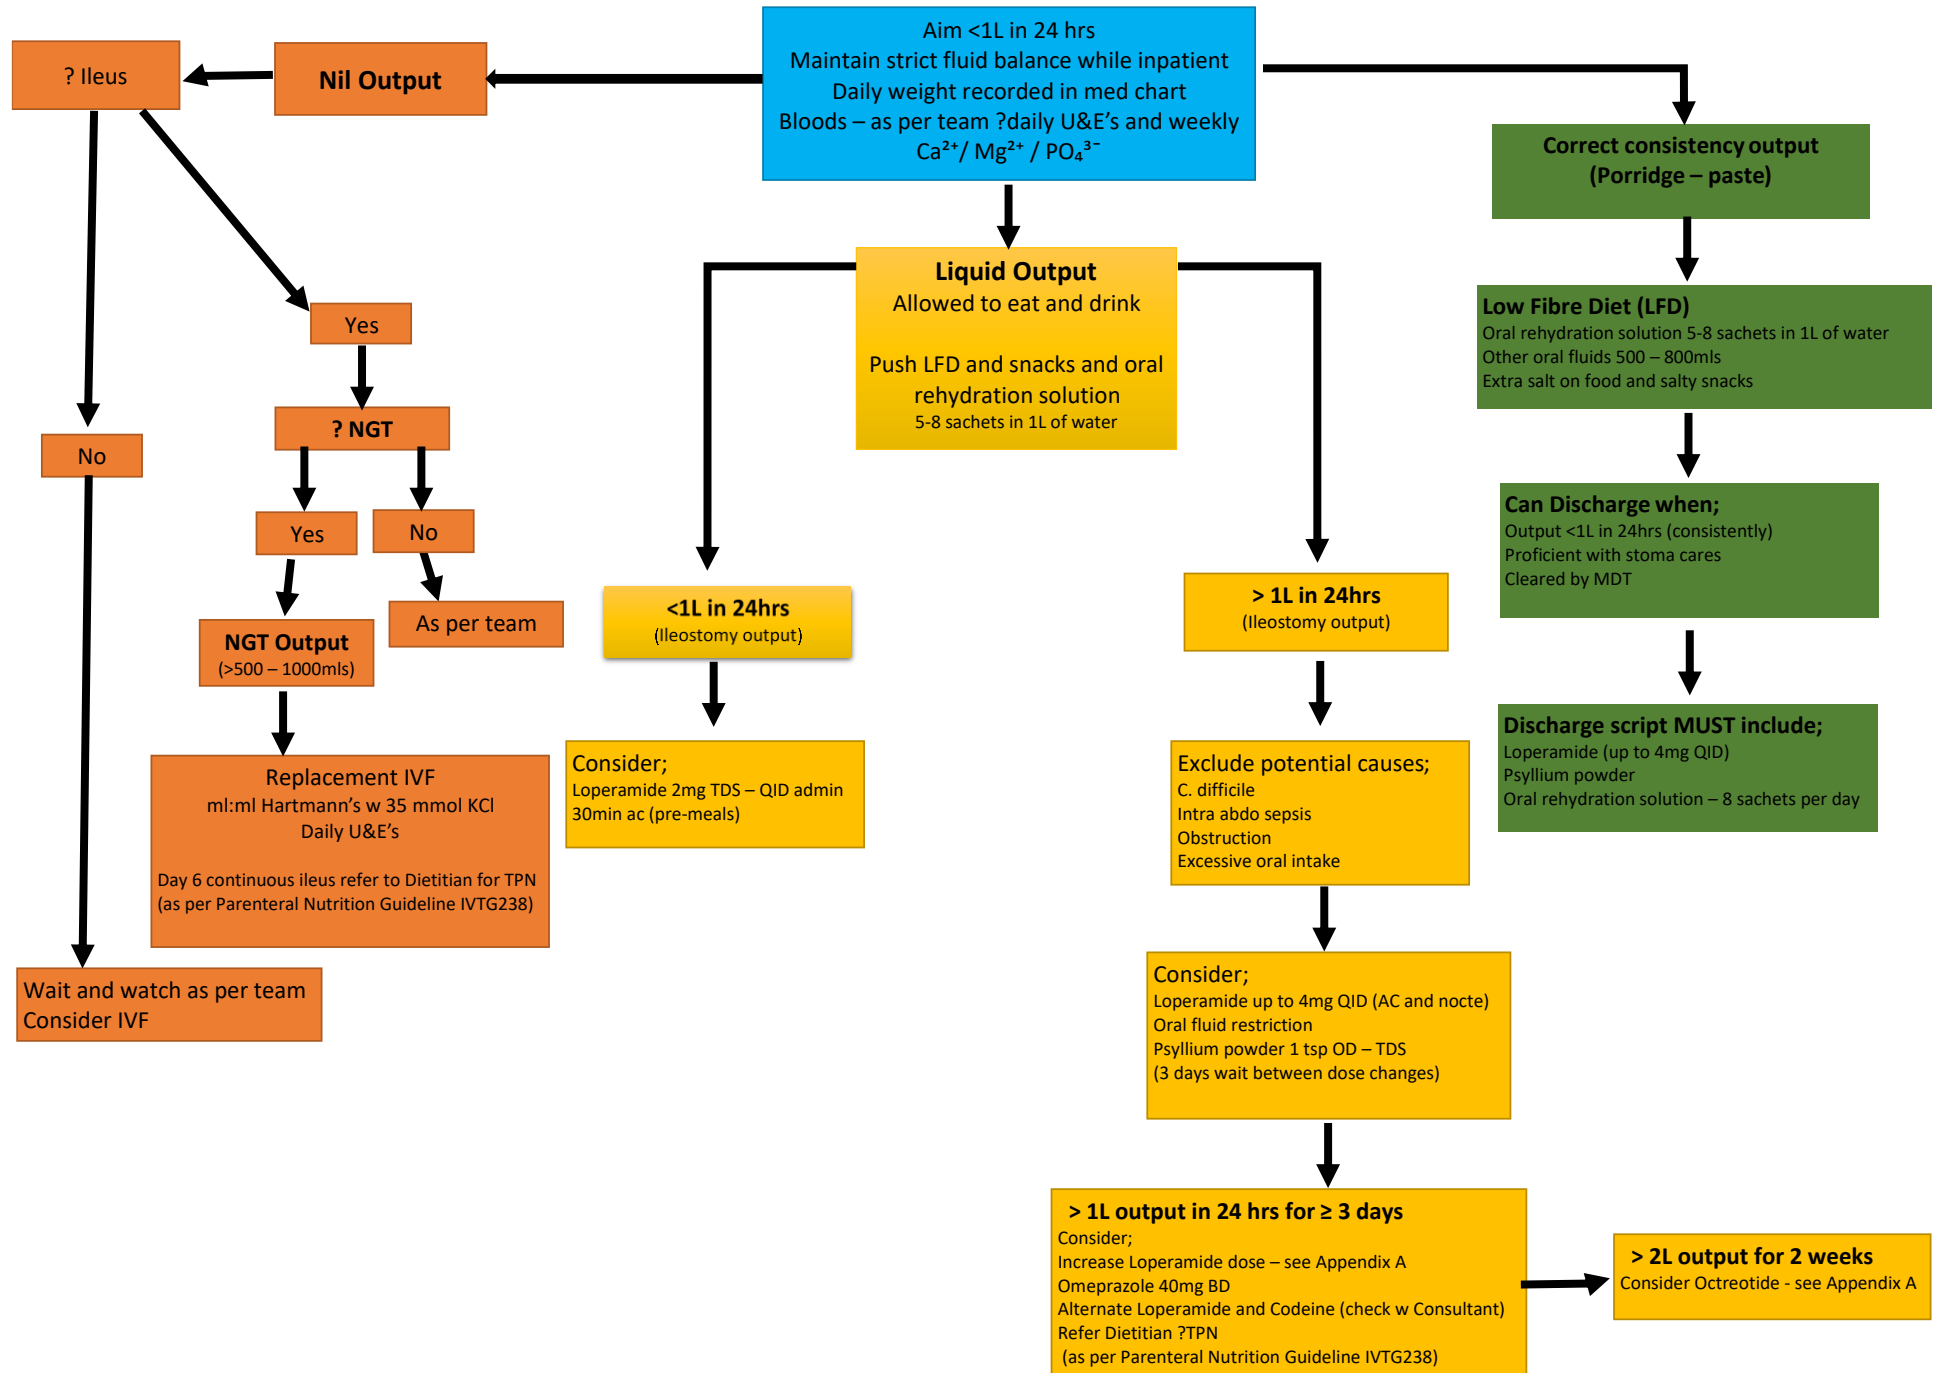 Aim <1L in 24 hrs
Maintain strict fluid balance while inpatient
Daily weight recorded in med chart
Bloods – as per team ?daily U&E’s and weekly
Ca²⁺/ Mg²⁺ / PO₄³⁻
Nil Output
? Ileus
Yes
No
? NGT
Yes
No
As per team
NGT Output
(>500 – 1000mls)
Replacement IVF
ml:ml Hartmann’s w 35 mmol KCl
Daily U&E’s
Day 6 continuous ileus refer to Dietitian for TPN
(as per Parenteral Nutrition Guideline IVTG238)
Wait and watch as per team
Consider IVF
Liquid Output
Allowed to eat and drink
Push LFD and snacks and oral
rehydration solution
5-8 sachets in 1L of water
<1L in 24hrs
(Ileostomy output)
Consider;
Loperamide 2mg TDS – QID admin
30min ac (pre-meals)
> 1L in 24hrs
(Ileostomy output)
Exclude potential causes;
C. difficile
Intra abdo sepsis
Obstruction
Excessive oral intake
Consider;
Loperamide up to 4mg QID (AC and nocte)
Oral fluid restriction
Psyllium powder 1 tsp OD – TDS
(3 days wait between dose changes)
> 1L output in 24 hrs for ≥ 3 days
Consider;
Increase Loperamide dose – see Appendix A
Omeprazole 40mg BD
Alternate Loperamide and Codeine (check w Consultant)
Refer Dietitian ?TPN
(as per Parenteral Nutrition Guideline IVTG238)
> 2L output for 2 weeks
Consider Octreotide - see Appendix A
Correct consistency output
(Porridge – paste)
Low Fibre Diet (LFD)
Oral rehydration solution 5-8 sachets in 1L of water
Other oral fluids 500 – 800mls
Extra salt on food and salty snacks
Can Discharge when;
Output <1L in 24hrs (consistently)
Proficient with stoma cares
Cleared by MDT
Discharge script MUST include;
Loperamide (up to 4mg QID)
Psyllium powder
Oral rehydration solution – 8 sachets per day